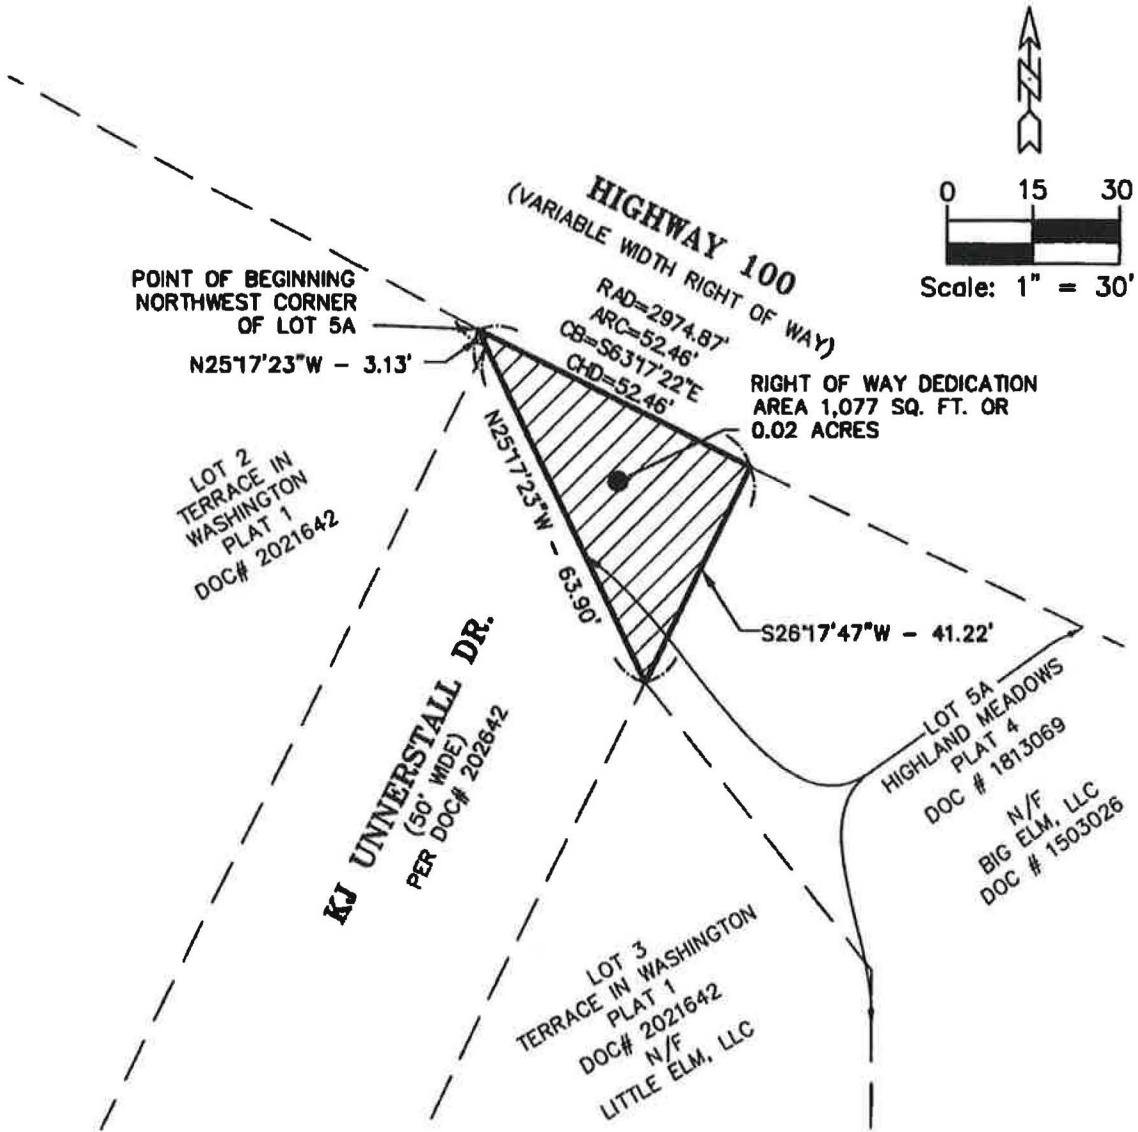 N
0 15 30
Scale: 1" = 30'
HIGHWAY 100
(VARIABLE WIDTH RIGHT OF WAY)
RAD=2974.87'
ARC=52.46'
CB=S63°17'22"E
CHD=52.46'
POINT OF BEGINNING
NORTHWEST CORNER
OF LOT 5A
N25°17'23"W - 3.13'
RIGHT OF WAY DEDICATION
AREA 1,077 SQ. FT. OR
0.02 ACRES
N25°17'23"W - 63.90'
S26°17'47"W - 41.22'
LOT 2
TERRACE IN
WASHINGTON
PLAT 1
DOC# 2021642
KJ UNNERSTALL DR.
(50' WIDE)
PER DOC# 202642
LOT 5A
HIGHLAND MEADOWS
PLAT 4
DOC # 1813069
N/F
BIG ELM, LLC
DOC # 1503026
LOT 3
TERRACE IN WASHINGTON
PLAT 1
DOC# 2021642
N/F
LITTLE ELM, LLC